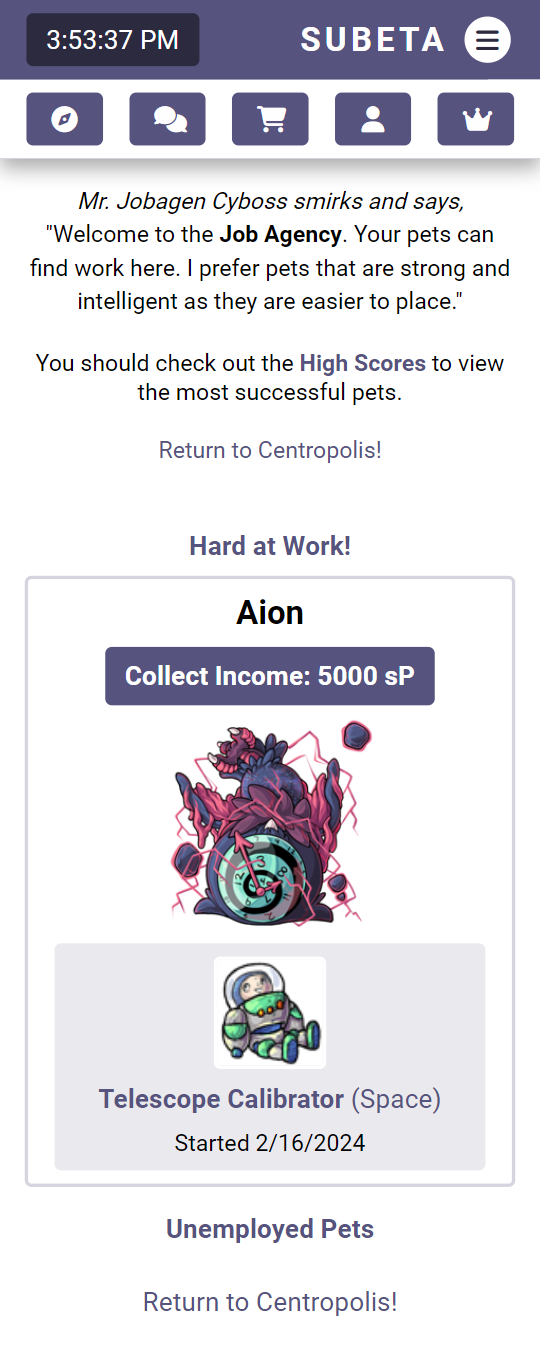 3:53:37 PM
SUBETA
Mr. Jobagen Cyboss smirks and says,
"Welcome to the Job Agency. Your pets can
find work here. I prefer pets that are strong and
intelligent as they are easier to place."
You should check out the High Scores to view
the most successful pets.
Return to Centropolis!
Hard at Work!
Aion
Collect Income: 5000 sP
Telescope Calibrator (Space)
Started 2/16/2024
Unemployed Pets
Return to Centropolis!